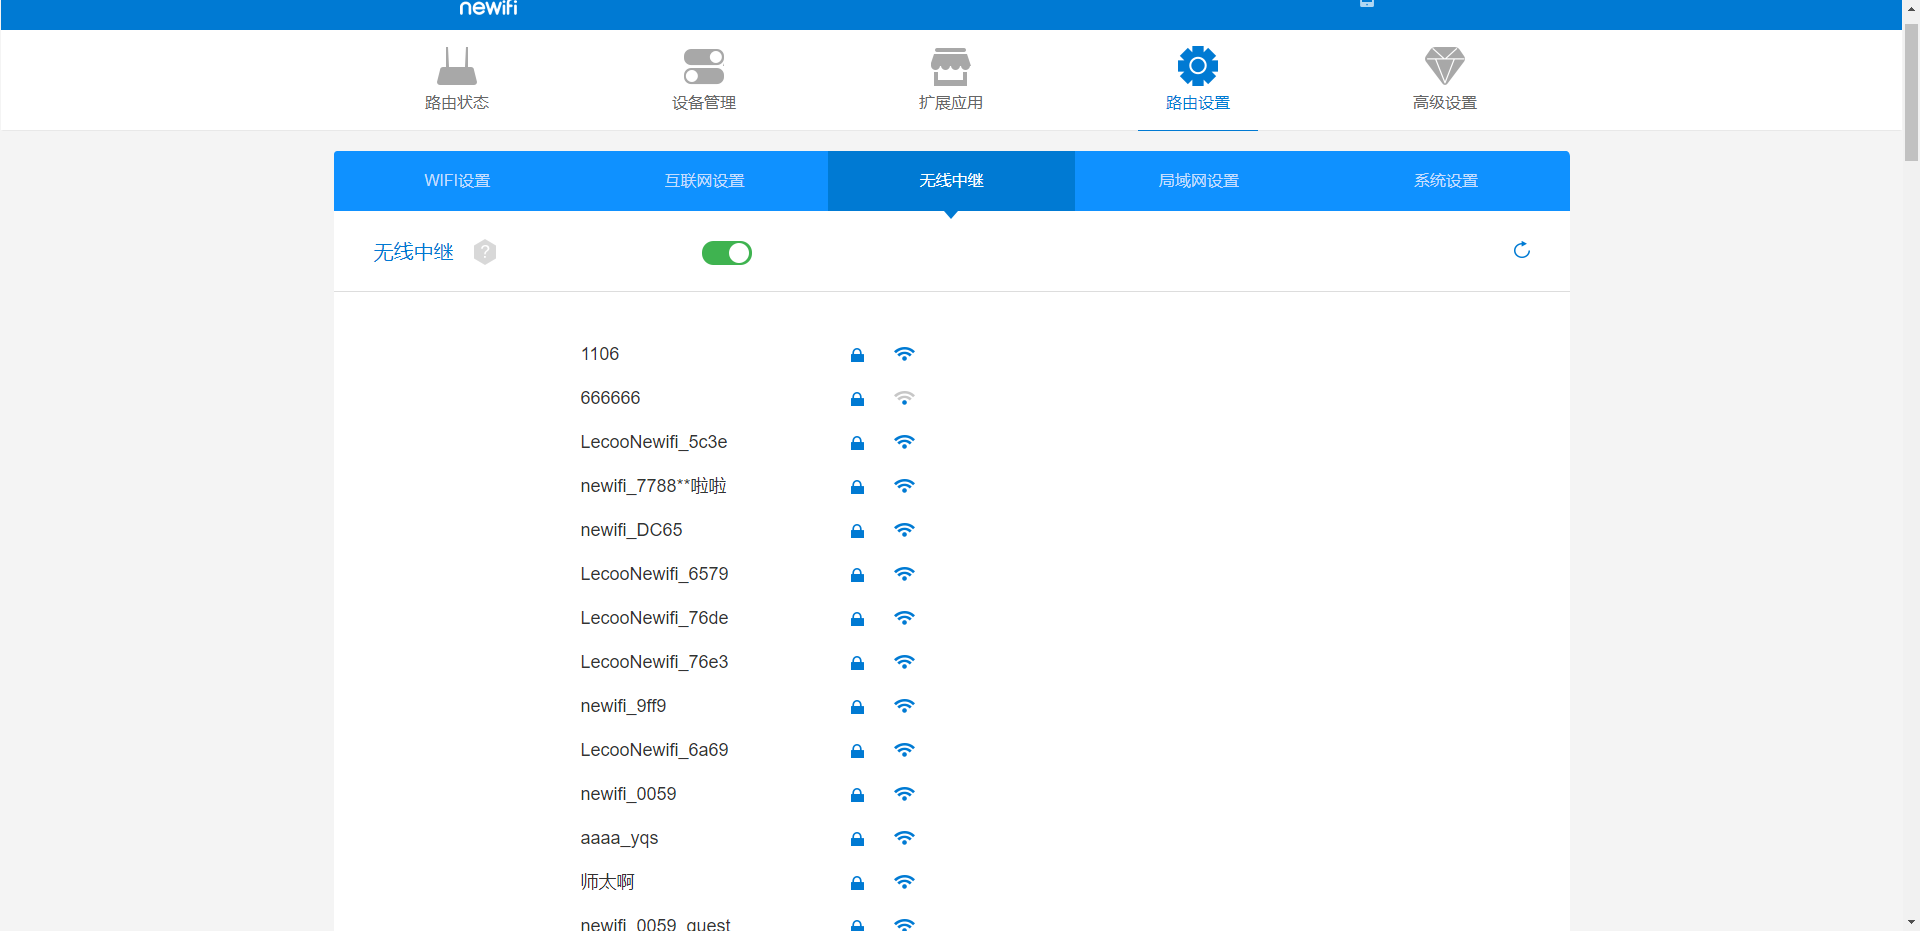 newifi
路由状态
设备管理
扩展应用
路由设置
高级设置
WIFI设置
互联网设置
无线中继
局域网设置
系统设置
无线中继 ?
1106
666666
LecooNewifi_5c3e
newifi_7788**啦啦
newifi_DC65
LecooNewifi_6579
LecooNewifi_76de
LecooNewifi_76e3
newifi_9ff9
LecooNewifi_6a69
newifi_0059
aaaa_yqs
师太啊
newifi_0059_guest